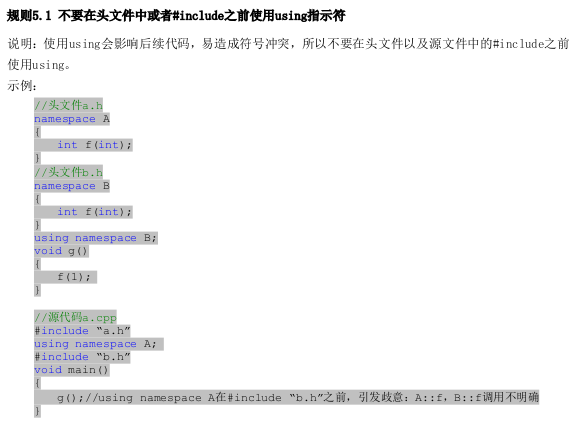 规则5.1 不要在头文件中或者#include之前使用using指示符
说明：使用using会影响后续代码，易造成符号冲突，所以不要在头文件以及源文件中的#include之前
使用using。
示例：
//头文件a.h
namespace A
{
    int f(int);
}
//头文件b.h
namespace B
{
    int f(int);
}
using namespace B;
void g()
{
    f(1);
}
//源代码a.cpp
#include “a.h”
using namespace A;
#include “b.h”
void main()
{
    g();//using namespace A在#include “b.h”之前，引发歧意：A::f，B::f调用不明确
}